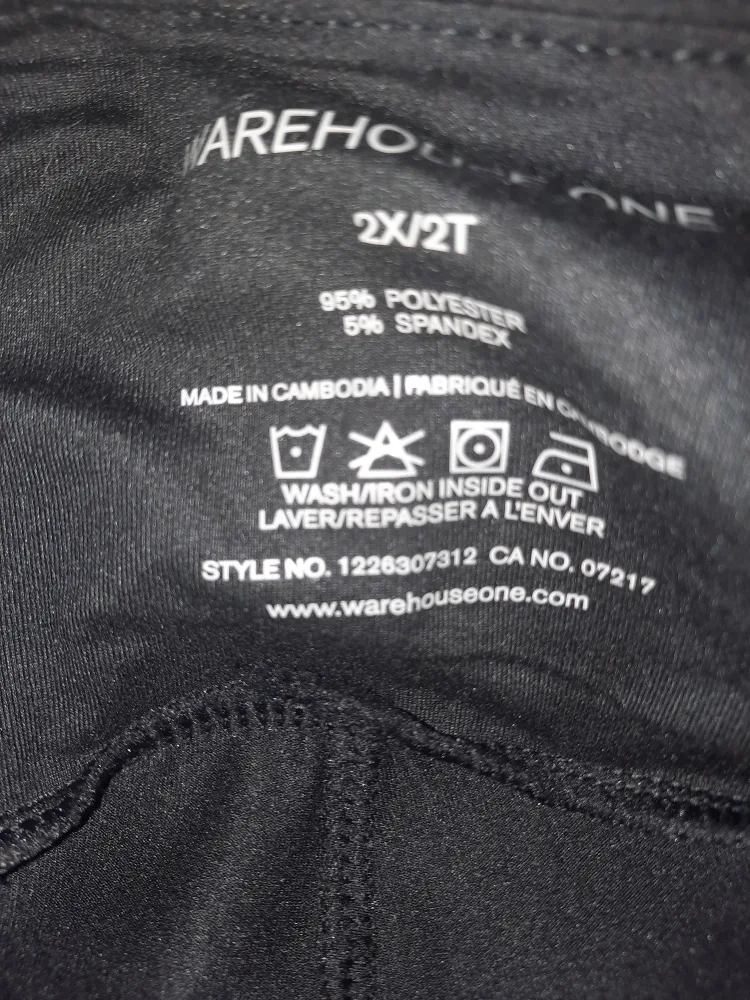 WAREHOUSE ONE
2X/2T
95% POLYESTER
5% SPANDEX
MADE IN CAMBODIA | FABRIQUÉ EN CAMBODGE
WASH/IRON INSIDE OUT
LAVER/REPASSER A L'ENVER
STYLE NO. 1226307312 CA NO. 07217
www.warehouseone.com